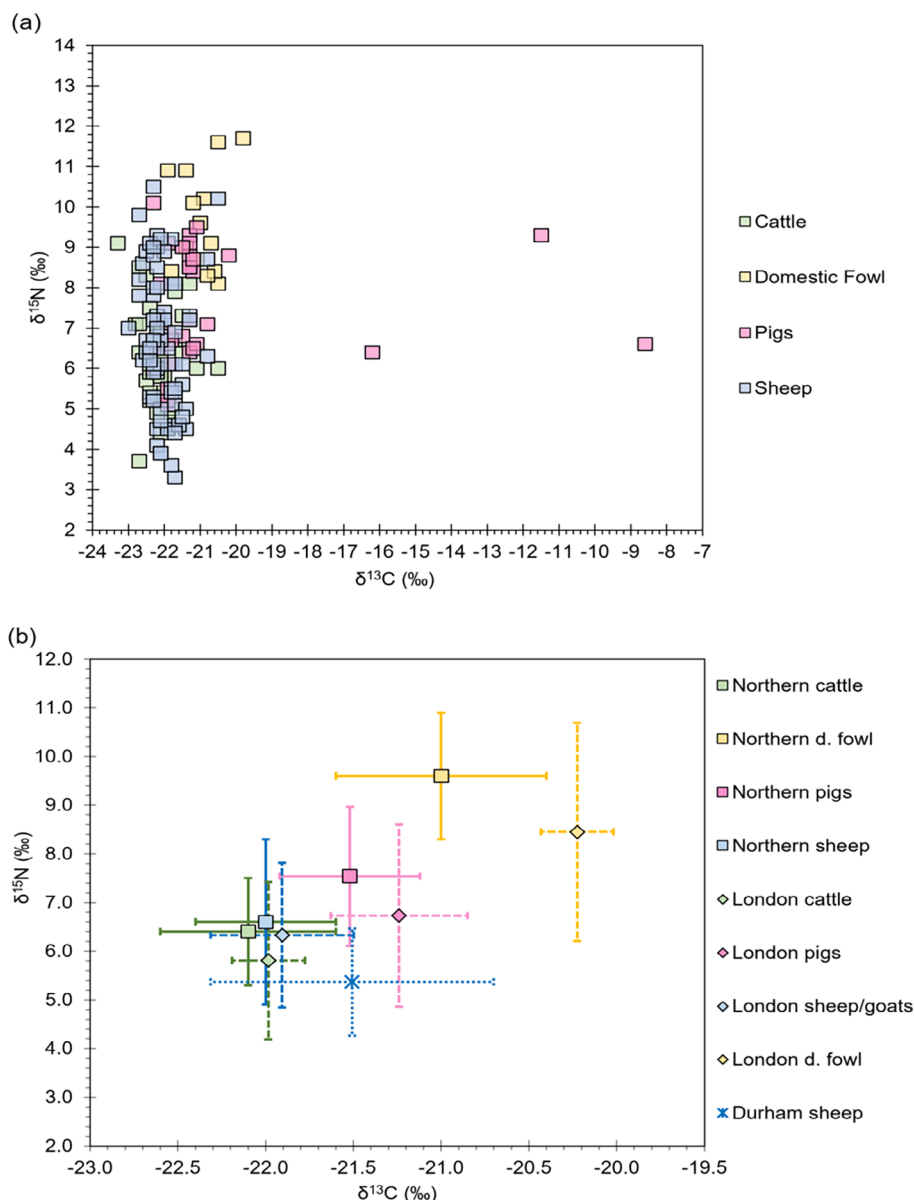 (a)
14
13
12
11
10
9
8
7
6
5
4
3
2
δ15N (‰)
-24 -23 -22 -21 -20 -19 -18 -17 -16 -15 -14 -13 -12 -11 -10 -9 -8 -7
δ13C (‰)
Cattle
Domestic Fowl
Pigs
Sheep
(b)
12.0
11.0
10.0
9.0
8.0
7.0
6.0
5.0
4.0
3.0
2.0
δ15N (‰)
-23.0 -22.5 -22.0 -21.5 -21.0 -20.5 -20.0 -19.5
δ13C (‰)
Northern cattle
Northern d. fowl
Northern pigs
Northern sheep
London cattle
London pigs
London sheep/goats
London d. fowl
Durham sheep